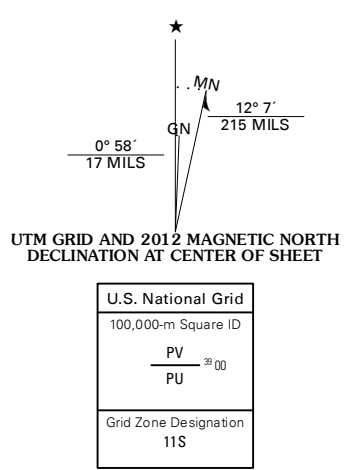 ★
MN
12° 7´
215 MILS
GN
0° 58´
17 MILS
UTM GRID AND 2012 MAGNETIC NORTH
DECLINATION AT CENTER OF SHEET
U.S. National Grid
100,000-m Square ID
PV
39 00
PU
Grid Zone Designation
11S